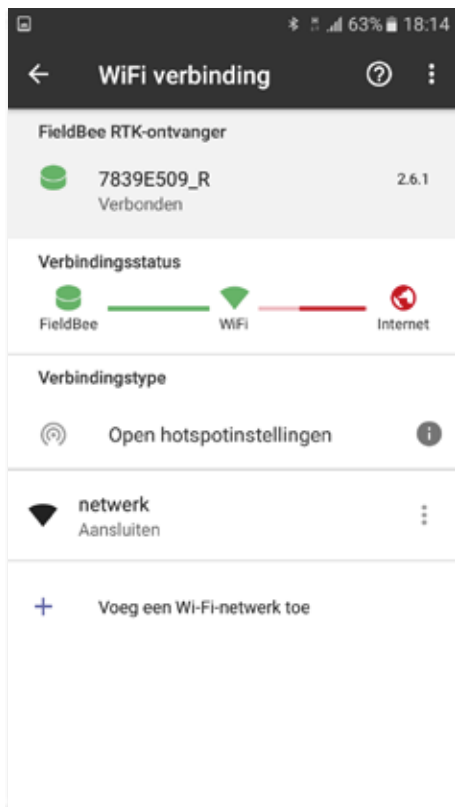 63% 18:14
WiFi verbinding
FieldBee RTK-ontvanger
7839E509_R 2.6.1
Verbonden
Verbindingsstatus
FieldBee WiFi Internet
Verbindingstype
Open hotspotinstellingen
netwerk
Aansluiten
Voeg een Wi-Fi-netwerk toe